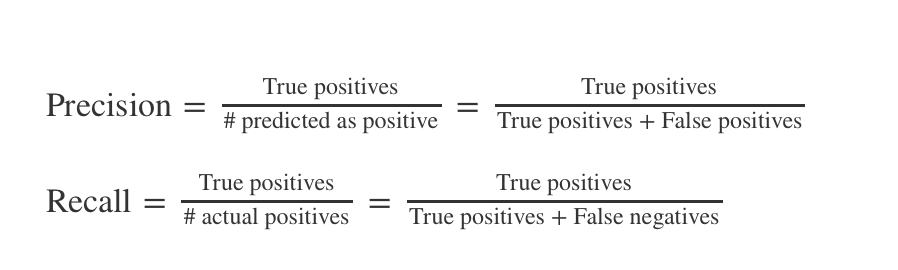 Precision = True positives / # predicted as positive = True positives / True positives + False positives
Recall = True positives / # actual positives = True positives / True positives + False negatives